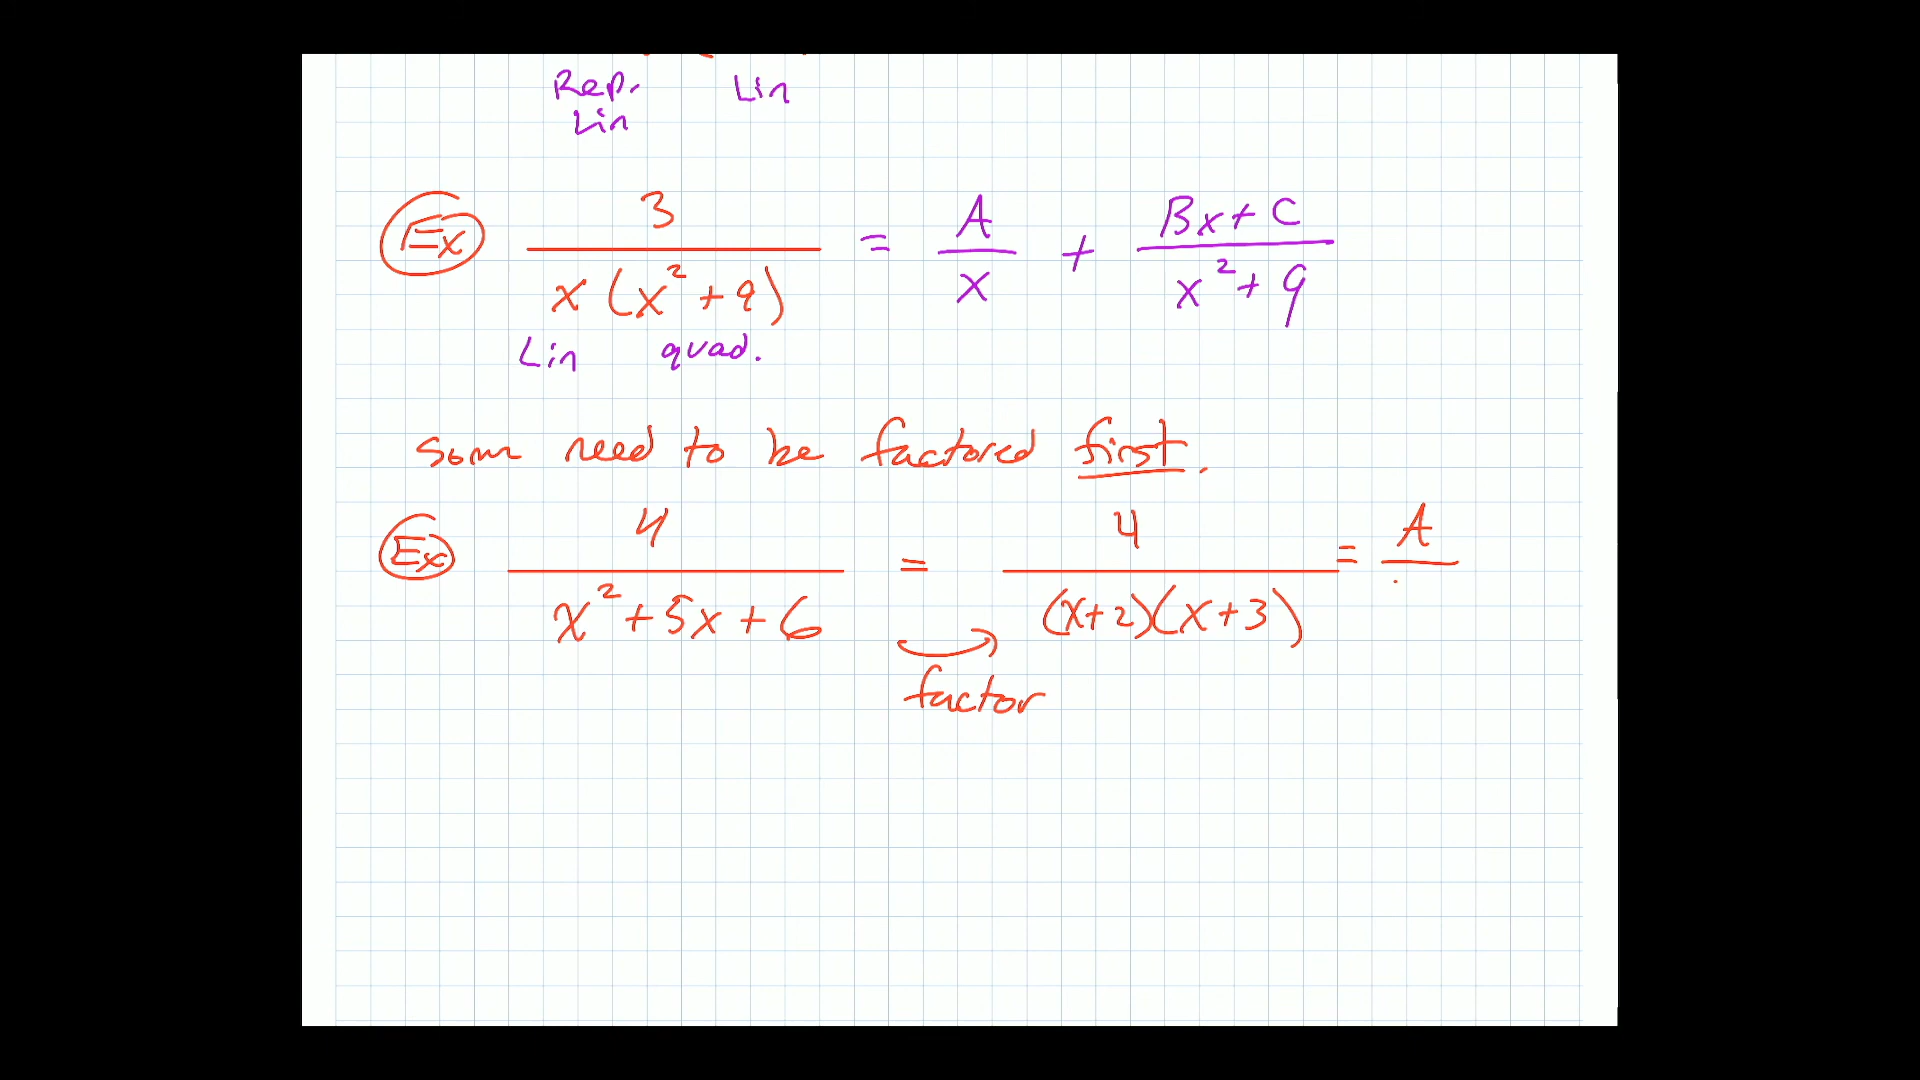 Rep. Lin
Lin
Ex 3/(x(x²+9)) = A/x + (Bx+C)/(x²+9)
Lin quad.
Some need to be factored first.
Ex 4/(x²+5x+6) = 4/((x+2)(x+3)) = A/
factor